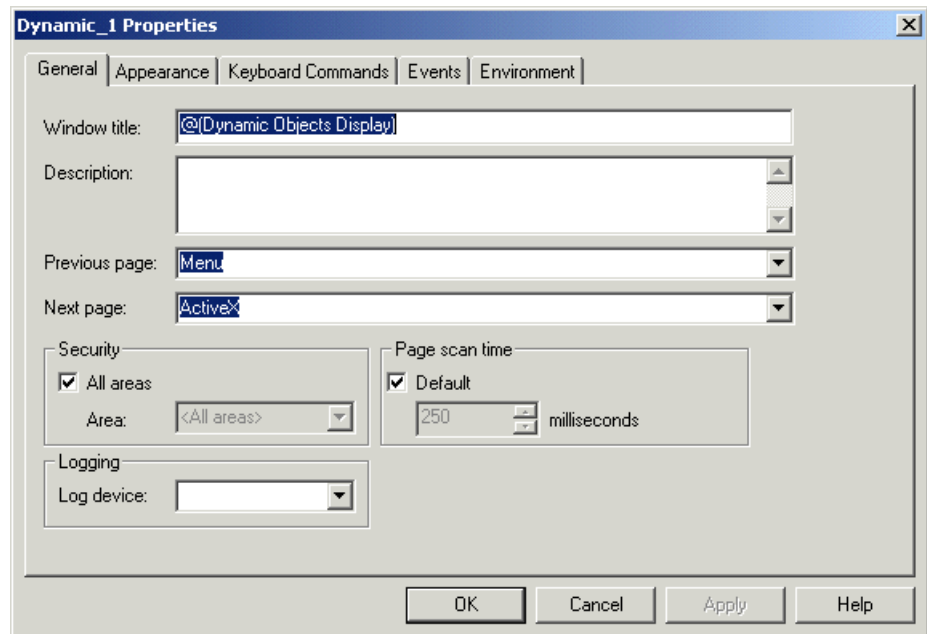 Dynamic_1 Properties
General Appearance Keyboard Commands Events Environment
Window title: @(Dynamic Objects Display)
Description:
Previous page: Menu
Next page: ActiveX
Security
All areas
Area: <All areas>
Page scan time
Default
250 milliseconds
Logging
Log device:
OK Cancel Apply Help